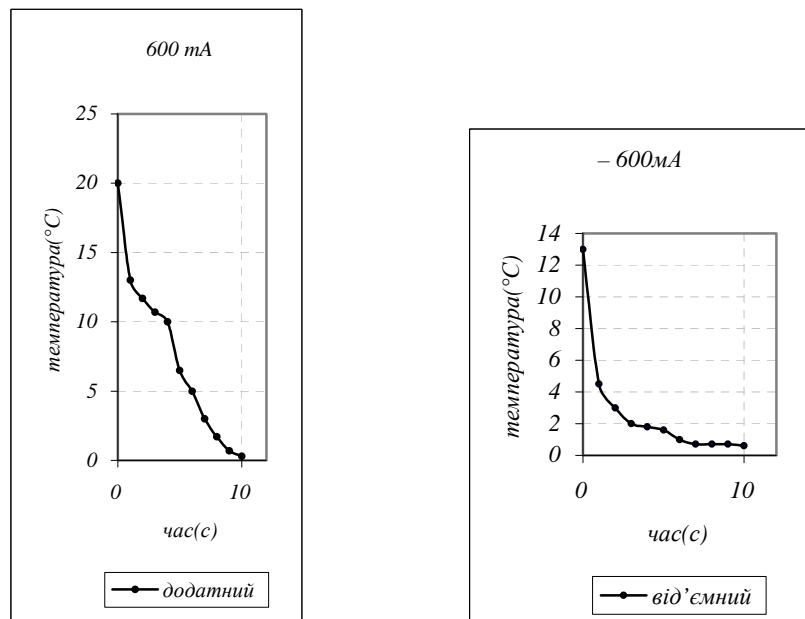 600 mA
25
20
15
10
5
0
температура(°C)
0 10
час(с)
додатний
– 600мА
14
12
10
8
6
4
2
0
температура(°C)
0 10
час(с)
від’ємний